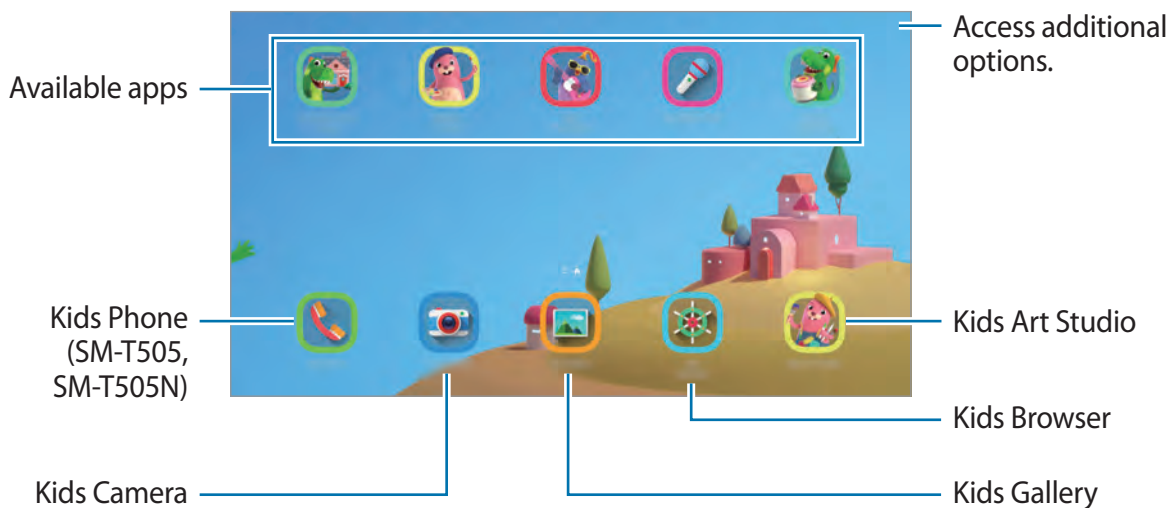 Access additional
options.
Available apps
Kids Phone
(SM-T505,
SM-T505N)
Kids Art Studio
Kids Browser
Kids Camera
Kids Gallery